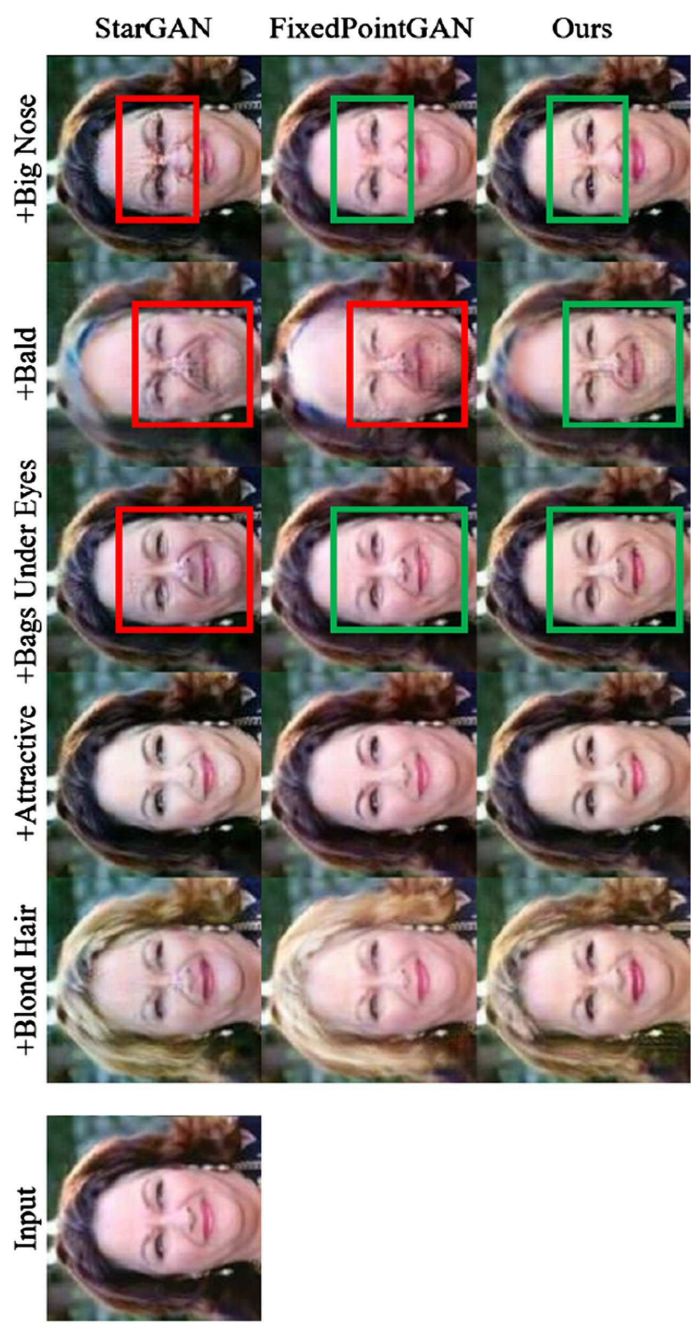 StarGAN
FixedPointGAN
Ours
+Big Nose
+Bald
+Bags Under Eyes
+Attractive
+Blond Hair
Input